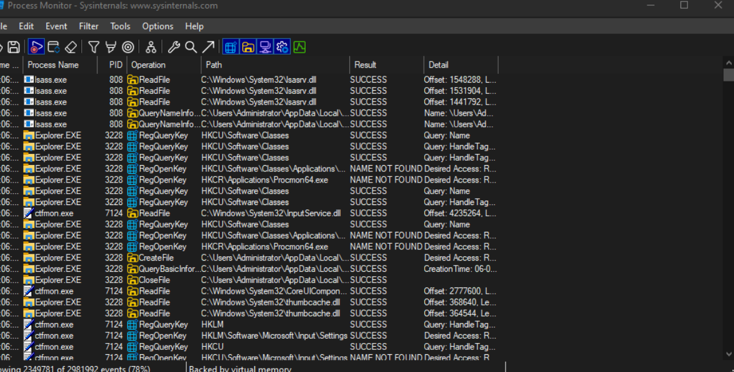 Process Monitor - Sysinternals: www.sysinternals.com
le Edit Event Filter Tools Options Help
me ... Process Name PID Operation Path Result Detail
:06:... lsass.exe 808 ReadFile C:\Windows\System32\lsasrv.dll SUCCESS Offset: 1548288, L...
:06:... lsass.exe 808 ReadFile C:\Windows\System32\lsasrv.dll SUCCESS Offset: 1531904, L...
:06:... lsass.exe 808 ReadFile C:\Windows\System32\lsasrv.dll SUCCESS Offset: 1441792, L...
:06:... lsass.exe 808 QueryNameInfo... C:\Users\Administrator\AppData\Local\... SUCCESS Name: \Users\Ad...
:06:... lsass.exe 808 QueryNameInfo... C:\Users\Administrator\AppData\Local\... SUCCESS Name: \Users\Ad...
:06:... Explorer.EXE 3228 RegQueryKey HKCU\Software\Classes SUCCESS Query: Name
:06:... Explorer.EXE 3228 RegQueryKey HKCU\Software\Classes SUCCESS Query: HandleTag...
:06:... Explorer.EXE 3228 RegQueryKey HKCU\Software\Classes SUCCESS Query: HandleTag...
:06:... Explorer.EXE 3228 RegOpenKey HKCU\Software\Classes\Applications\... NAME NOT FOUND Desired Access: R...
:06:... Explorer.EXE 3228 RegOpenKey HKCR\Applications\Procmon64.exe NAME NOT FOUND Desired Access: R...
:06:... Explorer.EXE 3228 RegQueryKey HKCU\Software\Classes SUCCESS Query: Name
:06:... Explorer.EXE 3228 RegQueryKey HKCU\Software\Classes SUCCESS Query: HandleTag...
:06:... ctfmon.exe 7124 ReadFile C:\Windows\System32\InputService.dll SUCCESS Offset: 4235264, L...
:06:... Explorer.EXE 3228 RegQueryKey HKCU\Software\Classes SUCCESS Query: Name
:06:... Explorer.EXE 3228 RegOpenKey HKCU\Software\Classes\Applications\... NAME NOT FOUND Desired Access: R...
:06:... Explorer.EXE 3228 RegOpenKey HKCR\Applications\Procmon64.exe NAME NOT FOUND Desired Access: R...
:06:... Explorer.EXE 3228 CreateFile C:\Users\Administrator\AppData\Local\... SUCCESS Desired Access: R...
:06:... Explorer.EXE 3228 QueryBasicInfor... C:\Users\Administrator\AppData\Local\... SUCCESS CreationTime: 06-0...
:06:... Explorer.EXE 3228 CloseFile C:\Users\Administrator\AppData\Local\... SUCCESS
:06:... ctfmon.exe 7124 ReadFile C:\Windows\System32\CoreUICompon... SUCCESS Offset: 2777600, L...
:06:... Explorer.EXE 3228 ReadFile C:\Windows\System32\thumbcache.dll SUCCESS Offset: 368640, Le...
:06:... Explorer.EXE 3228 ReadFile C:\Windows\System32\thumbcache.dll SUCCESS Offset: 364544, Le...
:06:... ctfmon.exe 7124 RegQueryKey HKLM SUCCESS Query: HandleTag...
:06:... ctfmon.exe 7124 RegOpenKey HKLM\Software\Microsoft\Input\Settings SUCCESS Desired Access: R...
:06:... ctfmon.exe 7124 RegQueryKey HKCU SUCCESS Query: HandleTag...
:06:... ctfmon.exe 7124 RegOpenKey HKCU\Software\Microsoft\Input\Settings NAME NOT FOUND Desired Access: R...
owing 2349781 of 2981992 events (78%) Backed by virtual memory